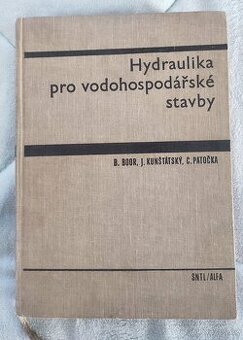 Hydraulika
pro vodohospodářské
stavby
B. BOOR, J. KUNŠTÁTSKÝ, C. PATOČKA
SNTL/ALFA